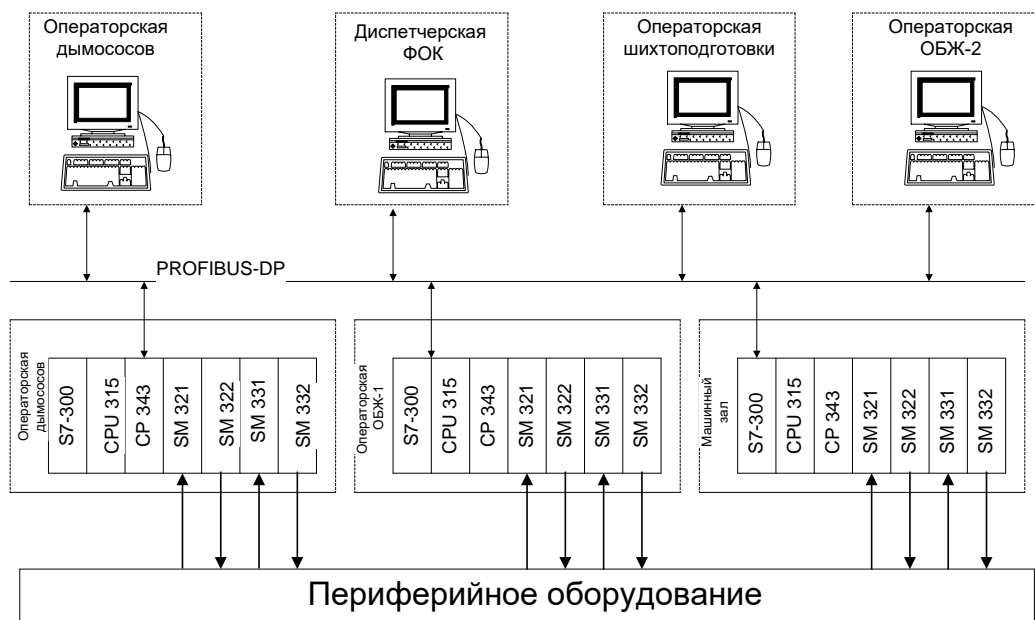 Операторская
дымососов
Диспетчерская
ФОК
Операторская
шихтоподготовки
Операторская
ОБЖ-2
PROFIBUS-DP
Операторская
дымососов
S7-300
CPU 315
CP 343
SM 321
SM 322
SM 331
SM 332
Операторская
ОБЖ-1
S7-300
CPU 315
CP 343
SM 321
SM 322
SM 331
SM 332
Машинный
зал
S7-300
CPU 315
CP 343
SM 321
SM 322
SM 331
SM 332
Периферийное оборудование